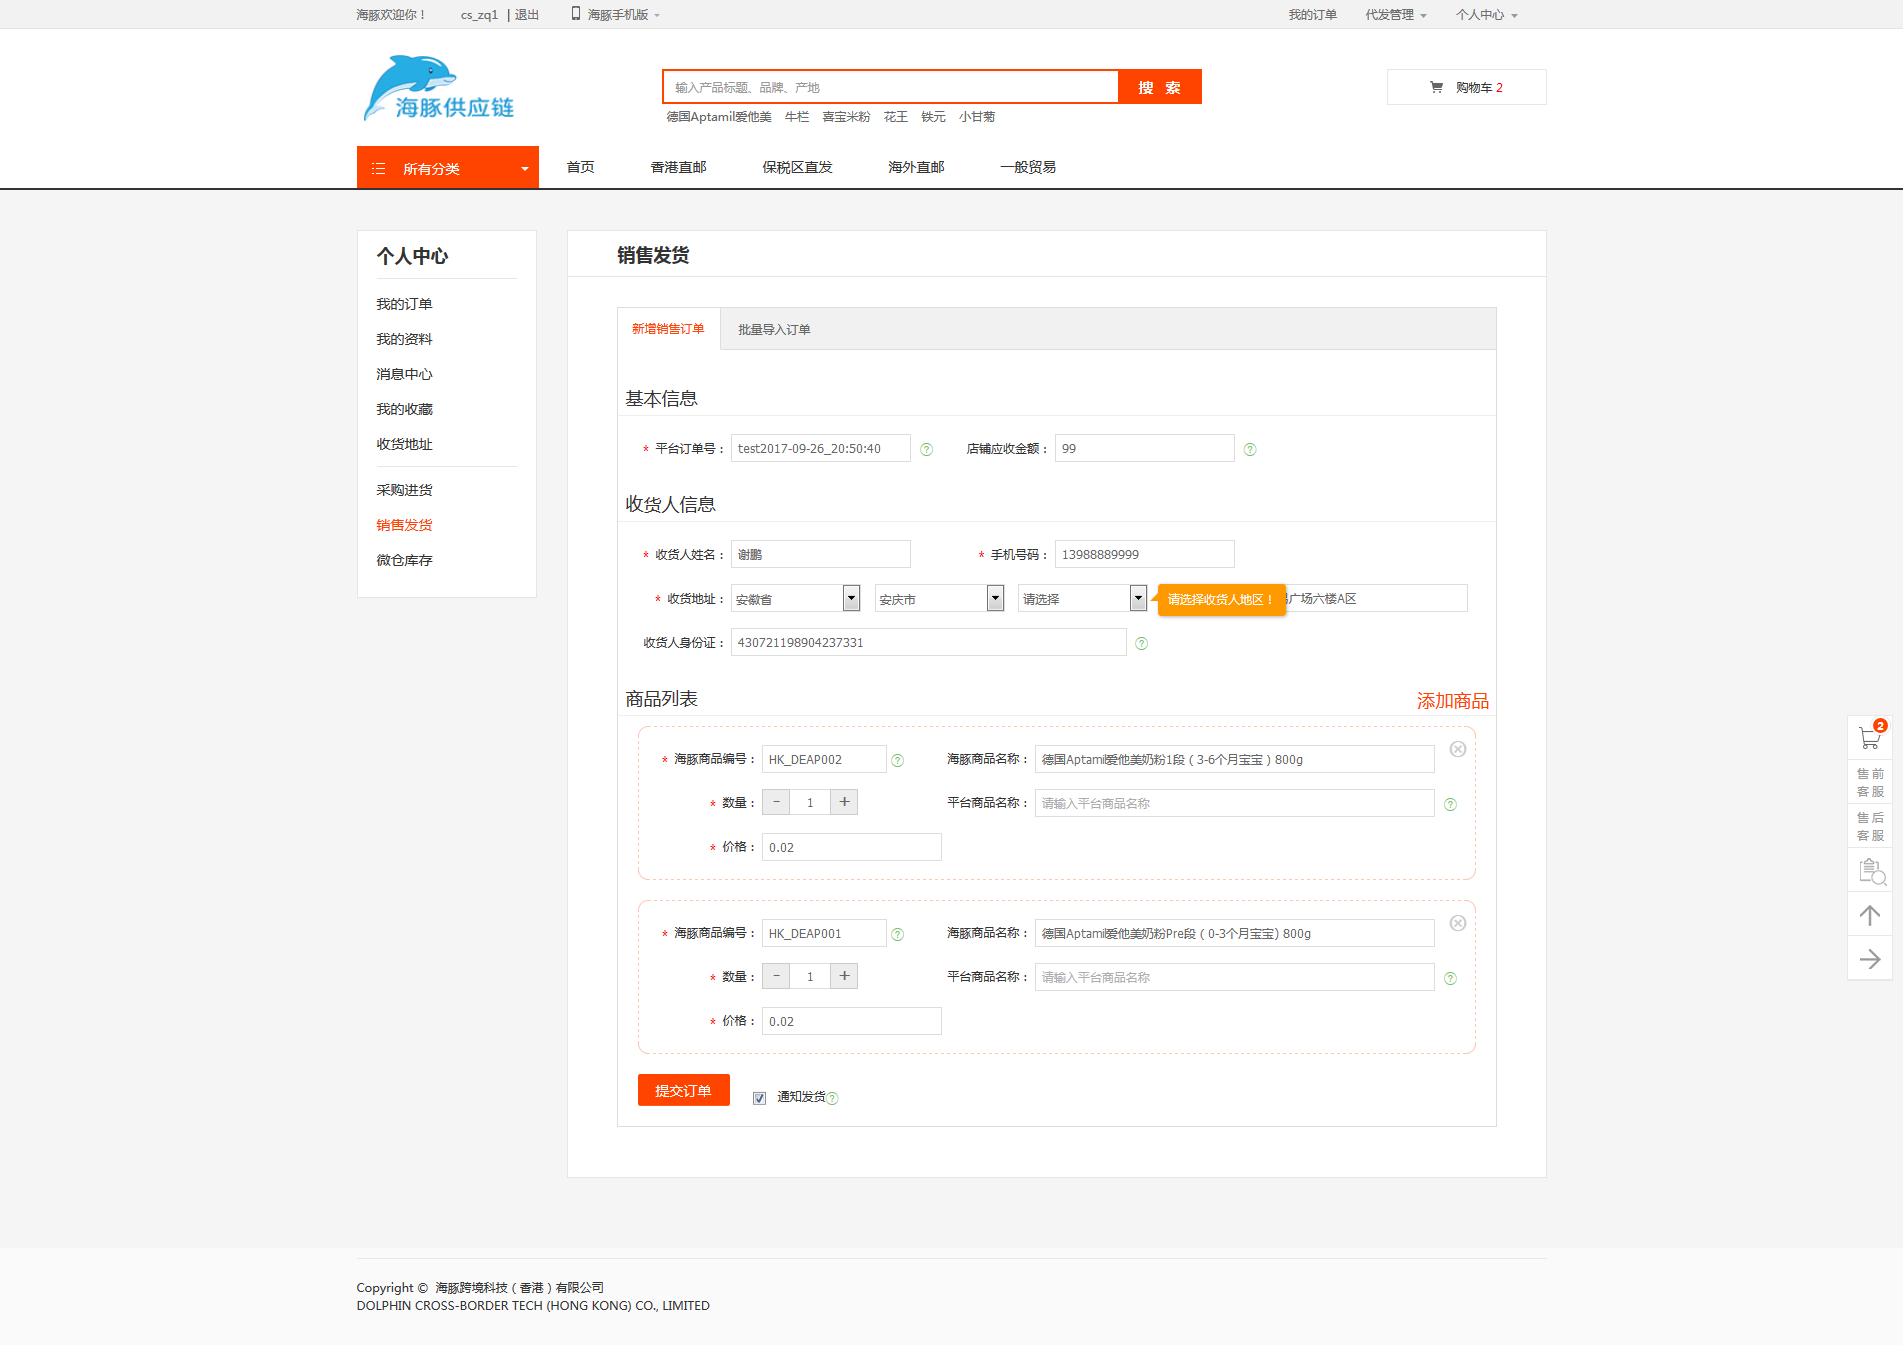 海豚欢迎你！ cs_zq1 | 退出 海豚手机版 我的订单 代发管理 个人中心
海豚供应链
输入产品标题、品牌、产地 搜 索
购物车 2
德国Aptamil爱他美 牛栏 喜宝米粉 花王 铁元 小甘菊
所有分类 首页 香港直邮 保税区直发 海外直邮 一般贸易
个人中心
我的订单
我的资料
消息中心
我的收藏
收货地址
采购进货
销售发货
微仓库存
销售发货
新增销售订单 批量导入订单
基本信息
* 平台订单号： test2017-09-26_20:50:40 ? 店铺应收金额： 99 ?
收货人信息
* 收货人姓名： 谢鹏 * 手机号码： 13988889999
* 收货地址： 安徽省 安庆市 请选择 请选择收货人地区！ 广场六楼A区
收货人身份证： 430721198904237331 ?
商品列表 添加商品
* 海豚商品编号： HK_DEAP002 ? 海豚商品名称： 德国Aptamil爱他美奶粉1段（3-6个月宝宝）800g
* 数量： - 1 + 平台商品名称： 请输入平台商品名称 ?
* 价格： 0.02
* 海豚商品编号： HK_DEAP001 ? 海豚商品名称： 德国Aptamil爱他美奶粉Pre段（0-3个月宝宝) 800g
* 数量： - 1 + 平台商品名称： 请输入平台商品名称 ?
* 价格： 0.02
提交订单 通知发货 ?
2
售前
客服
售后
客服
Copyright © 海豚跨境科技（香港）有限公司
DOLPHIN CROSS-BORDER TECH (HONG KONG) CO., LIMITED